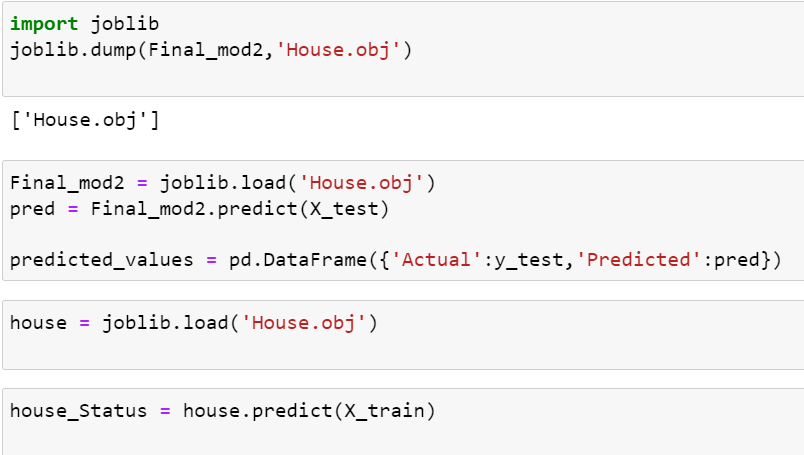 import joblib
joblib.dump(Final_mod2,'House.obj')
['House.obj']
Final_mod2 = joblib.load('House.obj')
pred = Final_mod2.predict(X_test)
predicted_values = pd.DataFrame({'Actual':y_test,'Predicted':pred})
house = joblib.load('House.obj')
house_Status = house.predict(X_train)